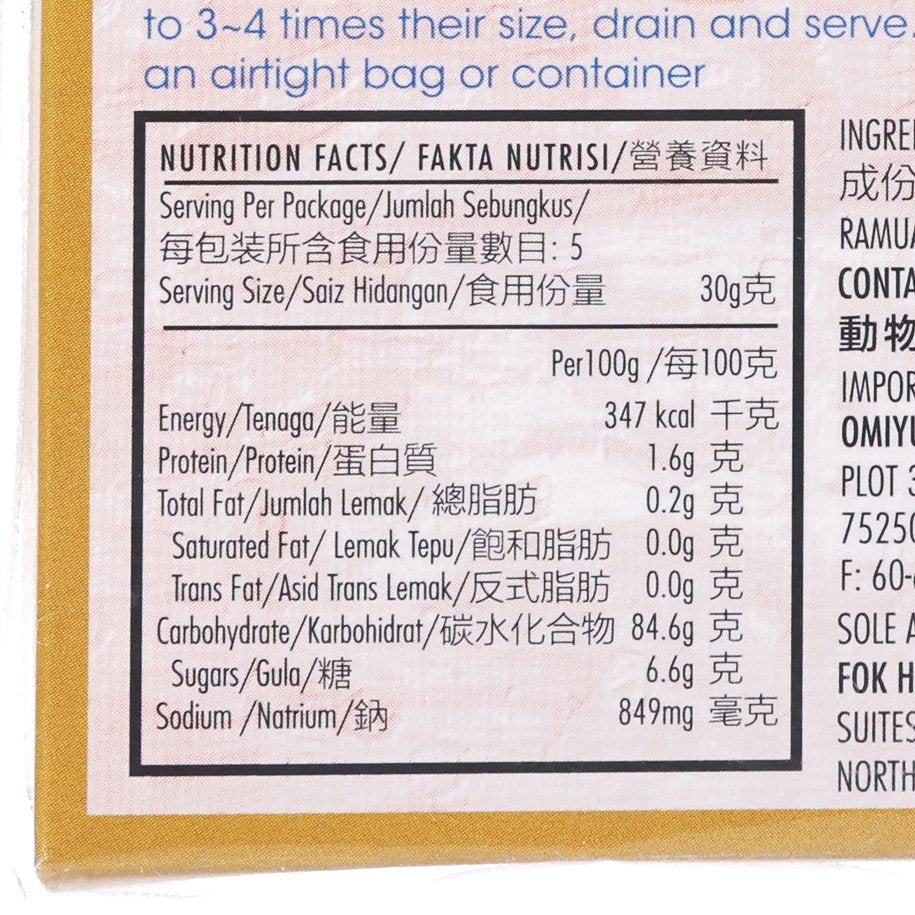 to 3~4 times their size, drain and serve.
an airtight bag or container
NUTRITION FACTS/ FAKTA NUTRISI/營養資料
Serving Per Package/Jumlah Sebungkus/
每包装所含食用份量數目: 5
Serving Size/Saiz Hidangan/食用份量 30g克
Per100g /每100克
Energy/Tenaga/能量 347 kcal 千克
Protein/Protein/蛋白質 1.6g 克
Total Fat/Jumlah Lemak/ 總脂肪 0.2g 克
Saturated Fat/ Lemak Tepu/飽和脂肪 0.0g 克
Trans Fat/Asid Trans Lemak/反式脂肪 0.0g 克
Carbohydrate/Karbohidrat/碳水化合物 84.6g 克
Sugars/Gula/糖 6.6g 克
Sodium /Natrium/鈉 849mg 毫克
INGRE
成份
RAMUA
CONTA
動物
IMPOR
OMIYU
PLOT 3
75250
F: 60-
SOLE A
FOK H
SUITES
NORTH